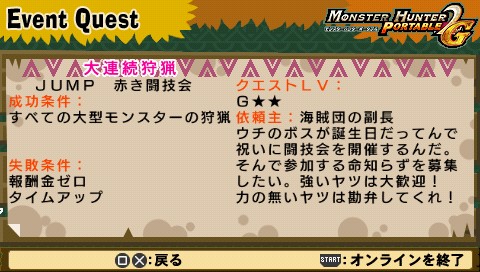 Event Quest
MONSTER HUNTER
PORTABLE 2nd G
大連続狩猟
JUMP 赤き闘技会
成功条件：
すべての大型モンスターの狩猟
失敗条件：
報酬金ゼロ
タイムアップ
クエストLV：
G★★
依頼主：海賊団の副長
ウチのボスが誕生日だってんで
祝いに闘技会を開催するんだ。
そんで参加する命知らずを募集
したい。強いヤツは大歓迎！
力の無いヤツは勘弁してくれ！
□×：戻る
START：オンラインを終了